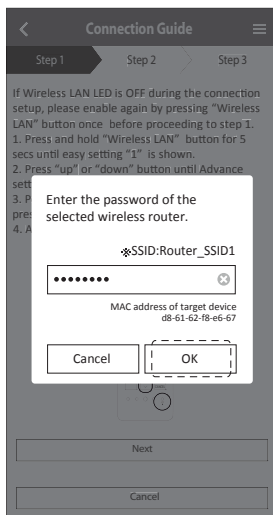 Connection Guide
Step 1
Step 2
Step 3
If Wireless LAN LED is OFF during the connection
setup, please enable again by pressing "Wireless
LAN" button once before proceeding to step 1.
1. Press and hold "Wireless LAN" button for 5
secs until easy setting "1" is shown.
2. Press "up" or "down" button until Advance
sett
3. P
pres
4. A
Enter the password of the
selected wireless router.
※SSID:Router_SSID1
••••••••
MAC address of target device
d8-61-62-f8-e6-67
Cancel
OK
Next
Cancel